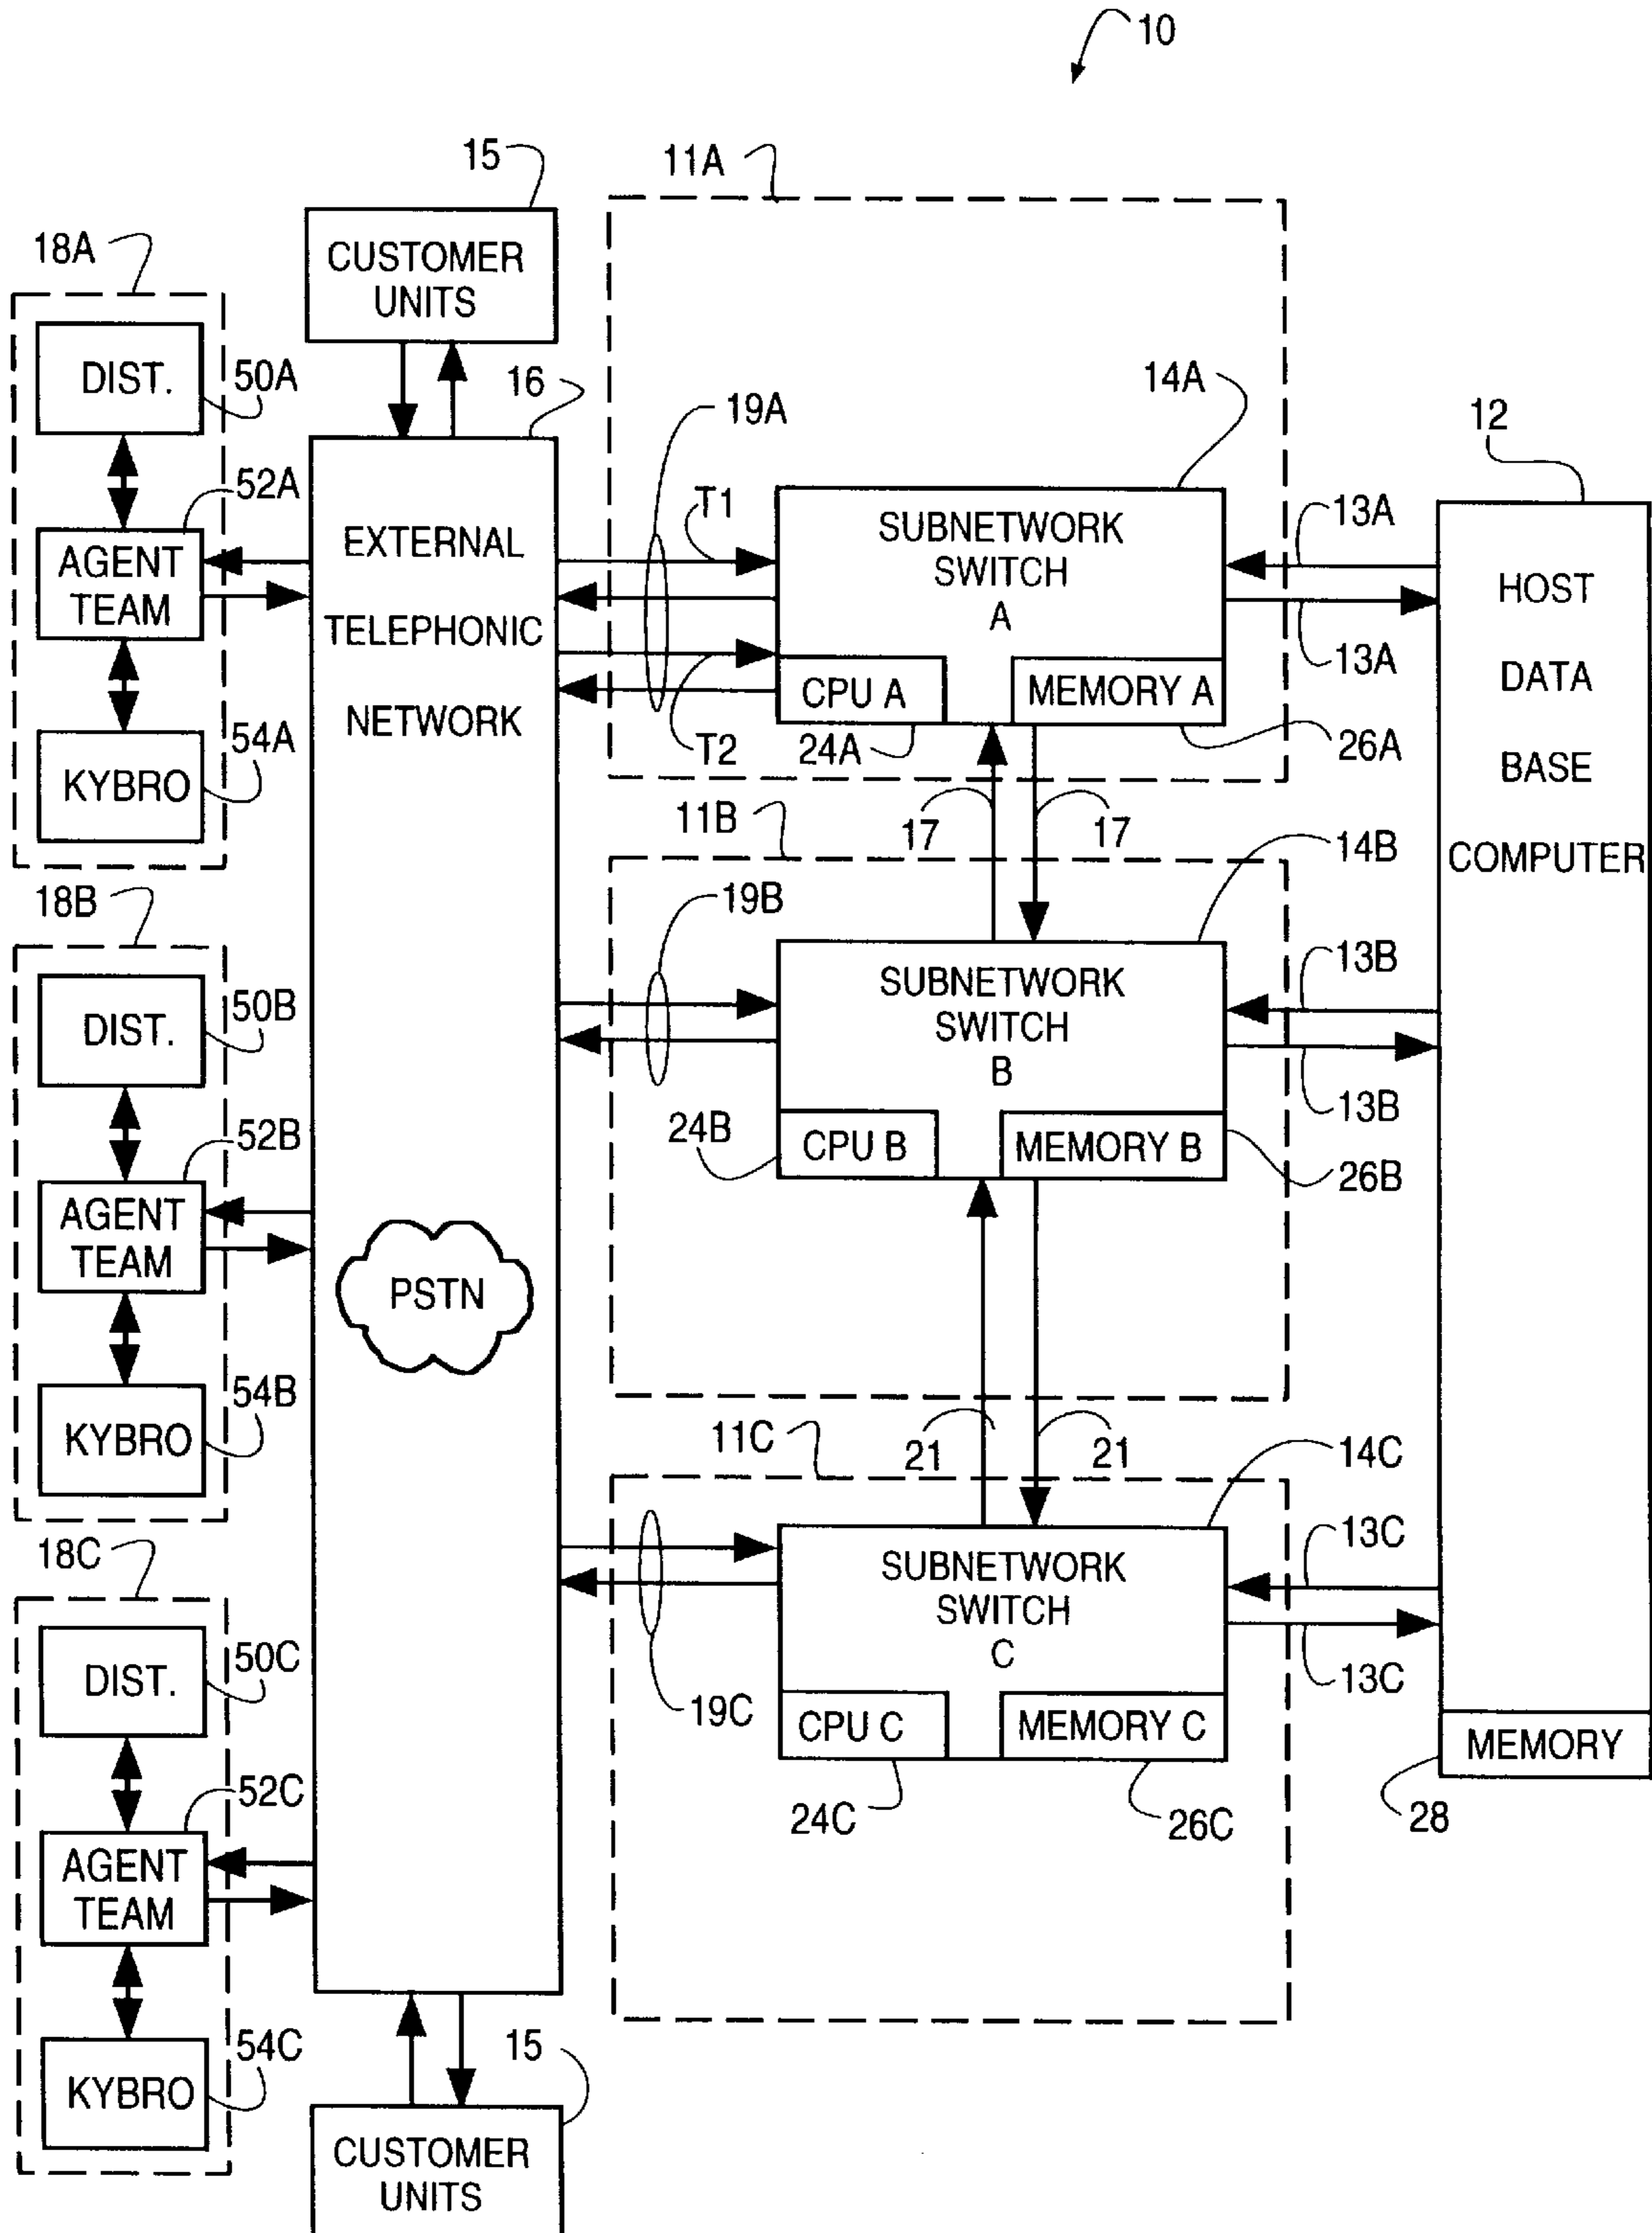 10
15
11A
18A
CUSTOMER
UNITS
DIST.
50A
16
19A
14A
12
52A
T1
13A
AGENT
TEAM
EXTERNAL
TELEPHONIC
NETWORK
SUBNETWORK
SWITCH
A
HOST
DATA
BASE
COMPUTER
13A
CPU A
MEMORY A
54A
KYBRO
T2
24A
26A
17
17
11B
14B
18B
19B
DIST.
50B
SUBNETWORK
SWITCH
B
13B
13B
52B
24B
CPU B
MEMORY B
26B
AGENT
TEAM
PSTN
54B
KYBRO
11C
21
21
14C
18C
13C
SUBNETWORK
SWITCH
C
DIST.
50C
19C
13C
CPU C
MEMORY C
MEMORY
52C
24C
26C
28
AGENT
TEAM
54C
KYBRO
15
CUSTOMER
UNITS